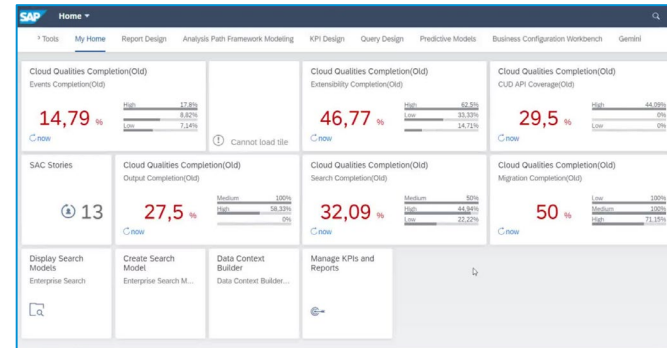 SAP Home
Tools My Home Report Design Analysis Path Framework Modeling KPI Design Query Design Predictive Models Business Configuration Workbench Gemini
Cloud Qualities Completion(Old)
Events Completion(Old)
14,79 %
High 17,8%
8,82%
Low 7,14%
now
Cannot load tile
Cloud Qualities Completion(Old)
Extensibility Completion(Old)
46,77 %
High 62,5%
Low 33,33%
14,71%
now
Cloud Qualities Completion(Old)
CUD API Coverage(Old)
29,5 %
High 44,09%
0%
Low 0%
now
SAC Stories
13
Cloud Qualities Completion(Old)
Output Completion(Old)
27,5 %
Medium 100%
High 58,33%
0%
now
Cloud Qualities Completion(Old)
Search Completion(Old)
32,09 %
Medium 50%
High 44,94%
Low 22,22%
now
Cloud Qualities Completion(Old)
Migration Completion(Old)
50 %
Low 100%
Medium 100%
High 71,15%
now
Display Search
Models
Enterprise Search
Create Search
Model
Enterprise Search M...
Data Context
Builder
Data Context Builder...
Manage KPIs and
Reports